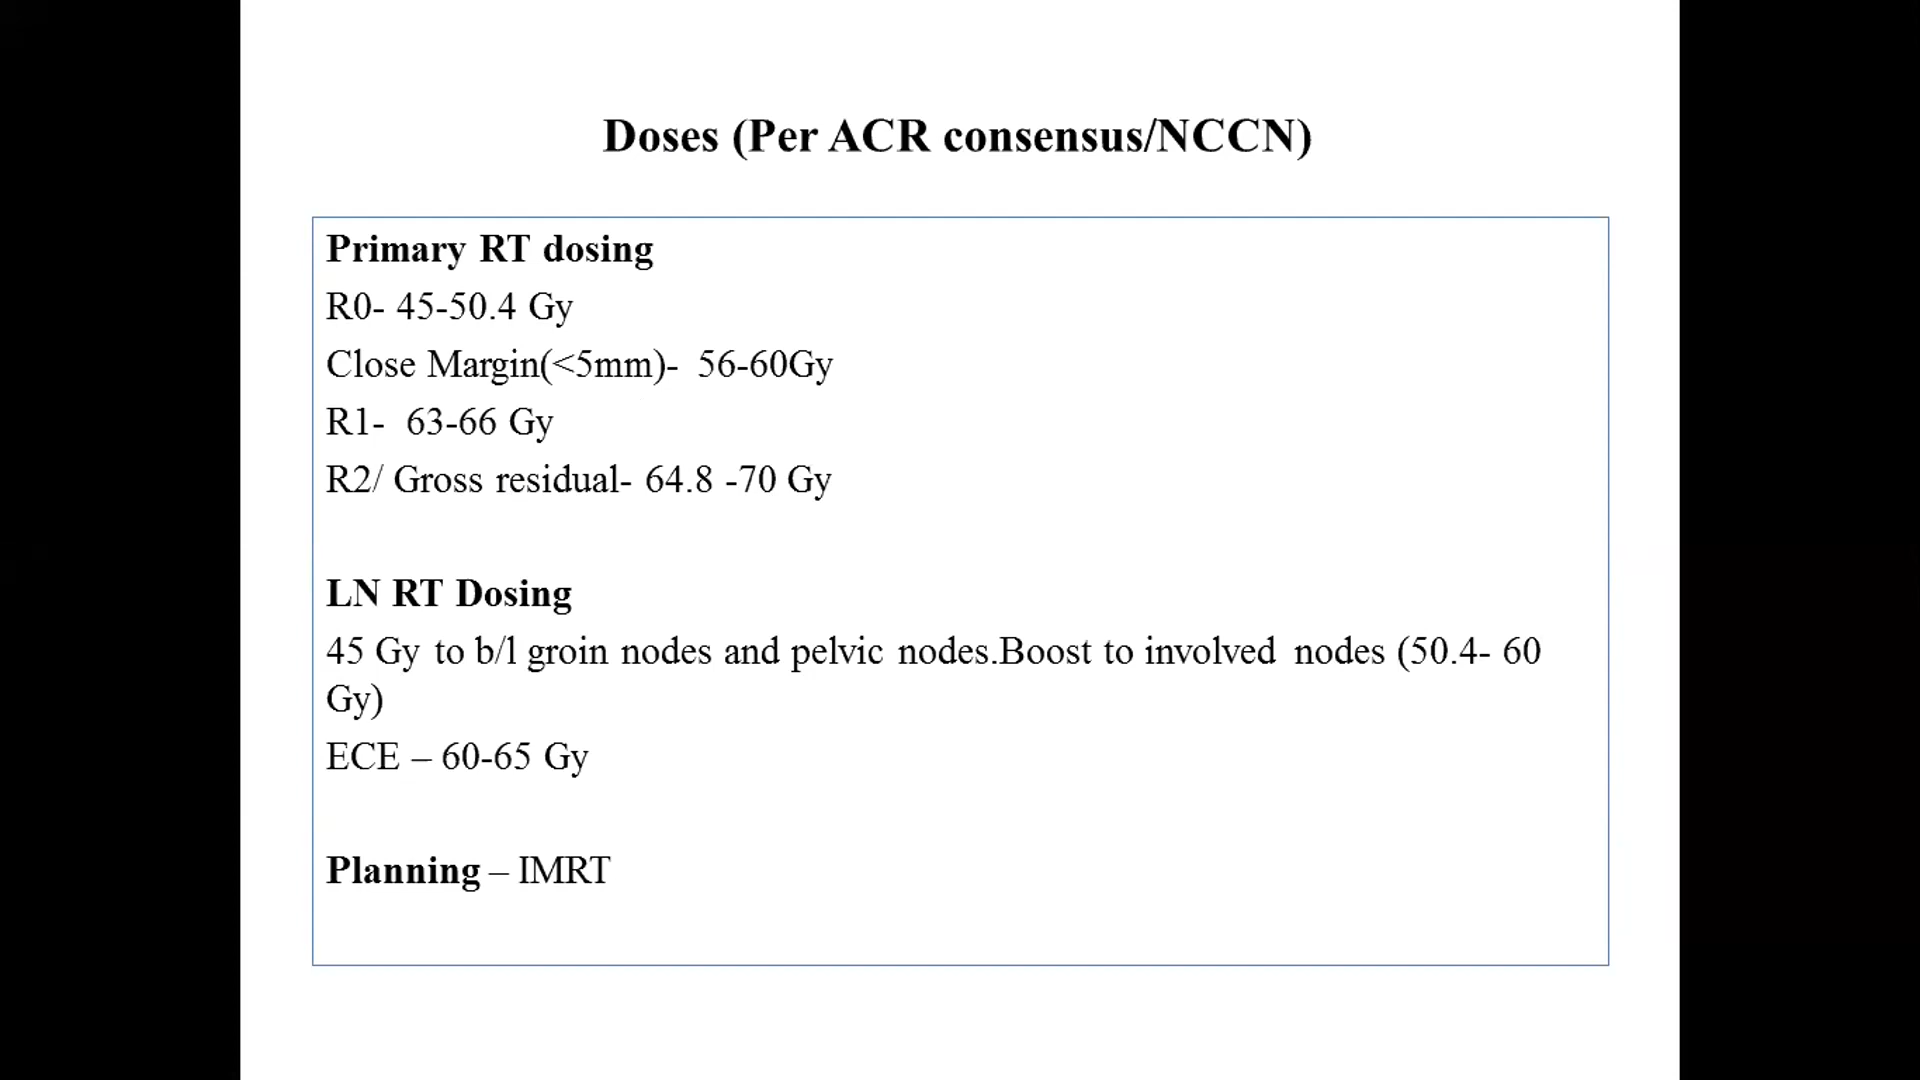 Doses (Per ACR consensus/NCCN)
Primary RT dosing
R0- 45-50.4 Gy
Close Margin(<5mm)- 56-60Gy
R1- 63-66 Gy
R2/ Gross residual- 64.8 -70 Gy
LN RT Dosing
45 Gy to b/l groin nodes and pelvic nodes.Boost to involved nodes (50.4- 60
Gy)
ECE – 60-65 Gy
Planning – IMRT